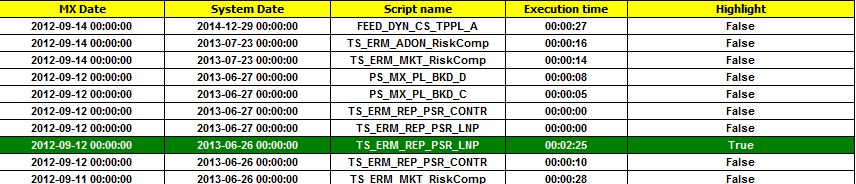 MX Date System Date Script name Execution time Highlight
2012-09-14 00:00:00 2014-12-29 00:00:00 FEED_DYN_CS_TPPL_A 00:00:27 False
2012-09-14 00:00:00 2013-07-23 00:00:00 TS_ERM_ADON_RiskComp 00:00:16 False
2012-09-14 00:00:00 2013-07-23 00:00:00 TS_ERM_MKT_RiskComp 00:00:14 False
2012-09-12 00:00:00 2013-06-27 00:00:00 PS_MX_PL_BKD_D 00:00:08 False
2012-09-12 00:00:00 2013-06-27 00:00:00 PS_MX_PL_BKD_C 00:00:05 False
2012-09-12 00:00:00 2013-06-27 00:00:00 TS_ERM_REP_PSR_CONTR 00:00:00 False
2012-09-12 00:00:00 2013-06-27 00:00:00 TS_ERM_REP_PSR_LNP 00:00:00 False
2012-09-12 00:00:00 2013-06-26 00:00:00 TS_ERM_REP_PSR_LNP 00:02:25 True
2012-09-12 00:00:00 2013-06-26 00:00:00 TS_ERM_REP_PSR_CONTR 00:00:10 False
2012-09-11 00:00:00 2013-06-26 00:00:00 TS_ERM_MKT_RiskComp 00:00:28 False